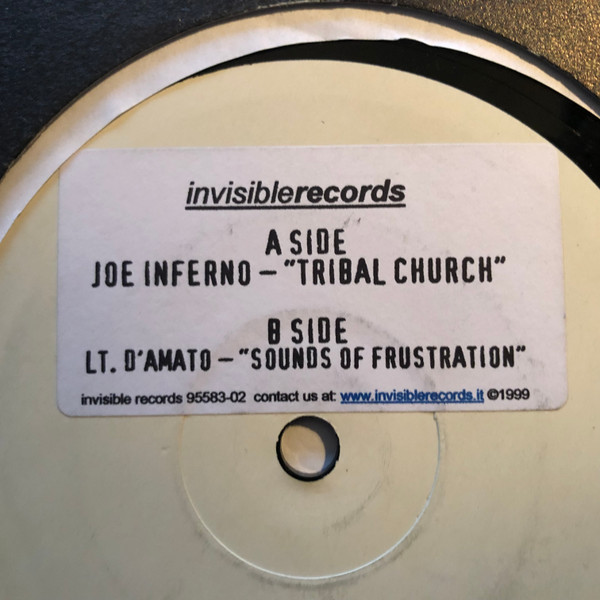 invisiblerecords
A SIDE
JOE INFERNO – "TRIBAL CHURCH"
B SIDE
LT. D'AMATO – "SOUNDS OF FRUSTRATION"
invisible records 95583-02 contact us at: www.invisiblerecords.it ©1999